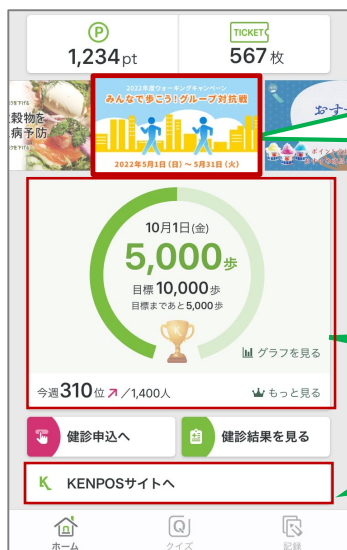 P
TICKET
1,234pt
567枚
穀物を
病予防
2022年度ウォーキングキャンペーン
みんなで歩こう!グループ対抗戦
2022年5月1日(日)~5月31日(火)
おす
10月1日(金)
5,000歩
目標10,000歩
目標まであと5,000歩
グラフを見る
今週310位 /1,400人
もっと見る
健診申込へ
健診結果を見る
K KENPOSサイトへ
ホーム
Q
クイズ
記録